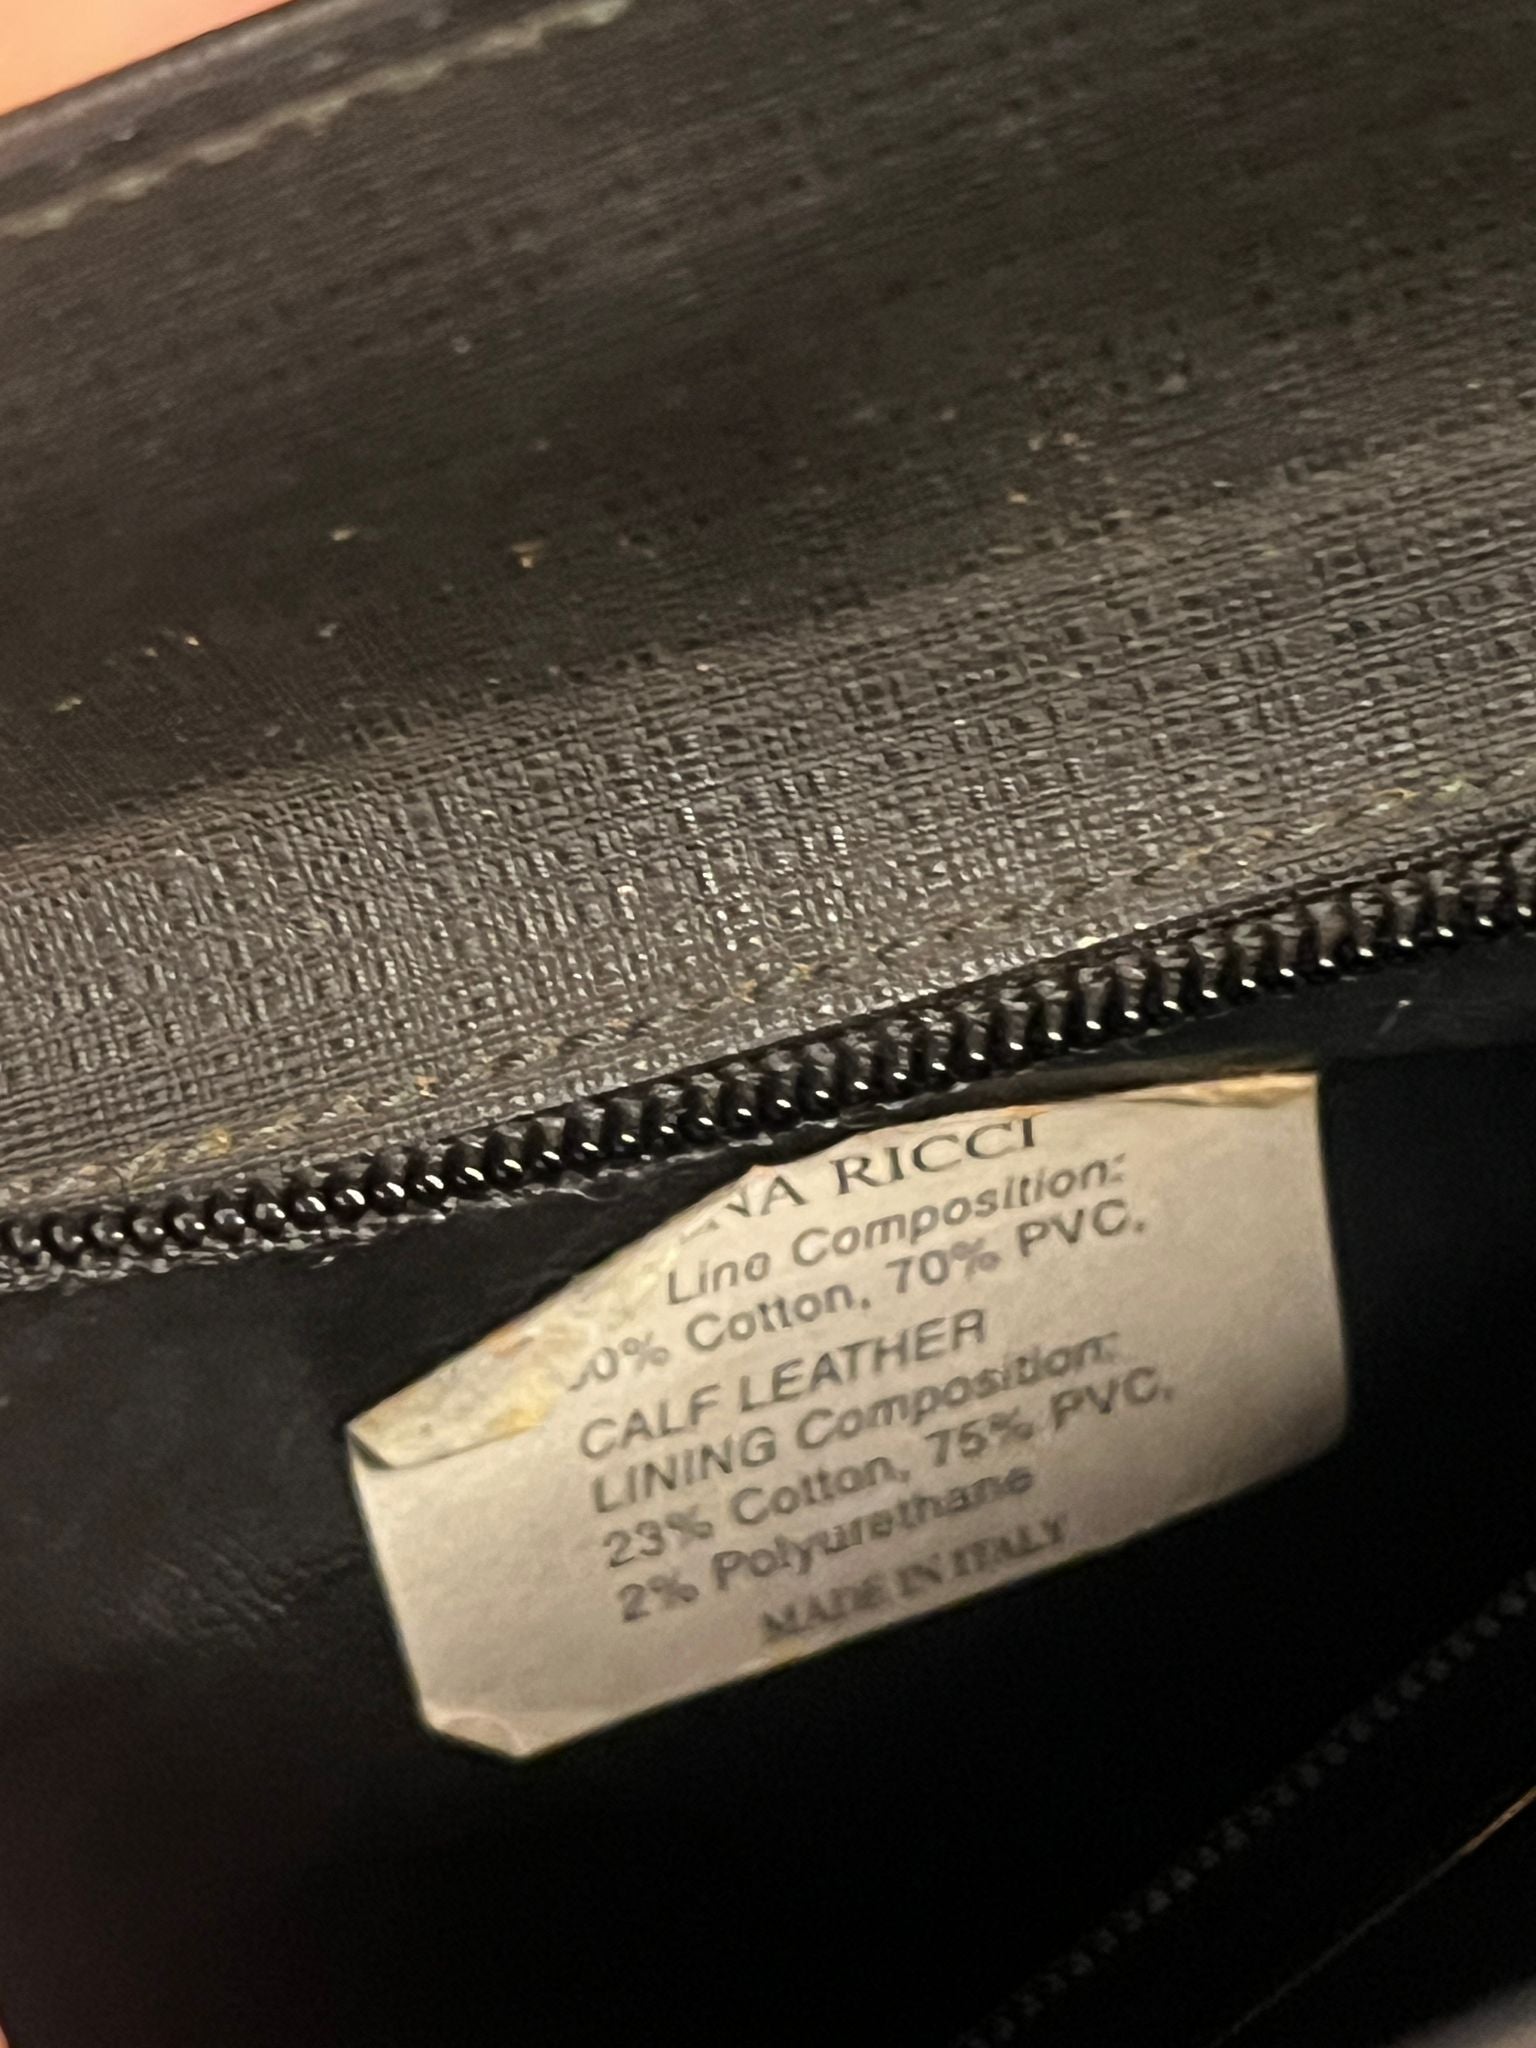 NA RICCI
Lino Composition:
0% Cotton, 70% PVC.
CALF LEATHER
LINING Composition:
23% Cotton, 75% PVC,
2% Polyurethane
MADE IN ITALY